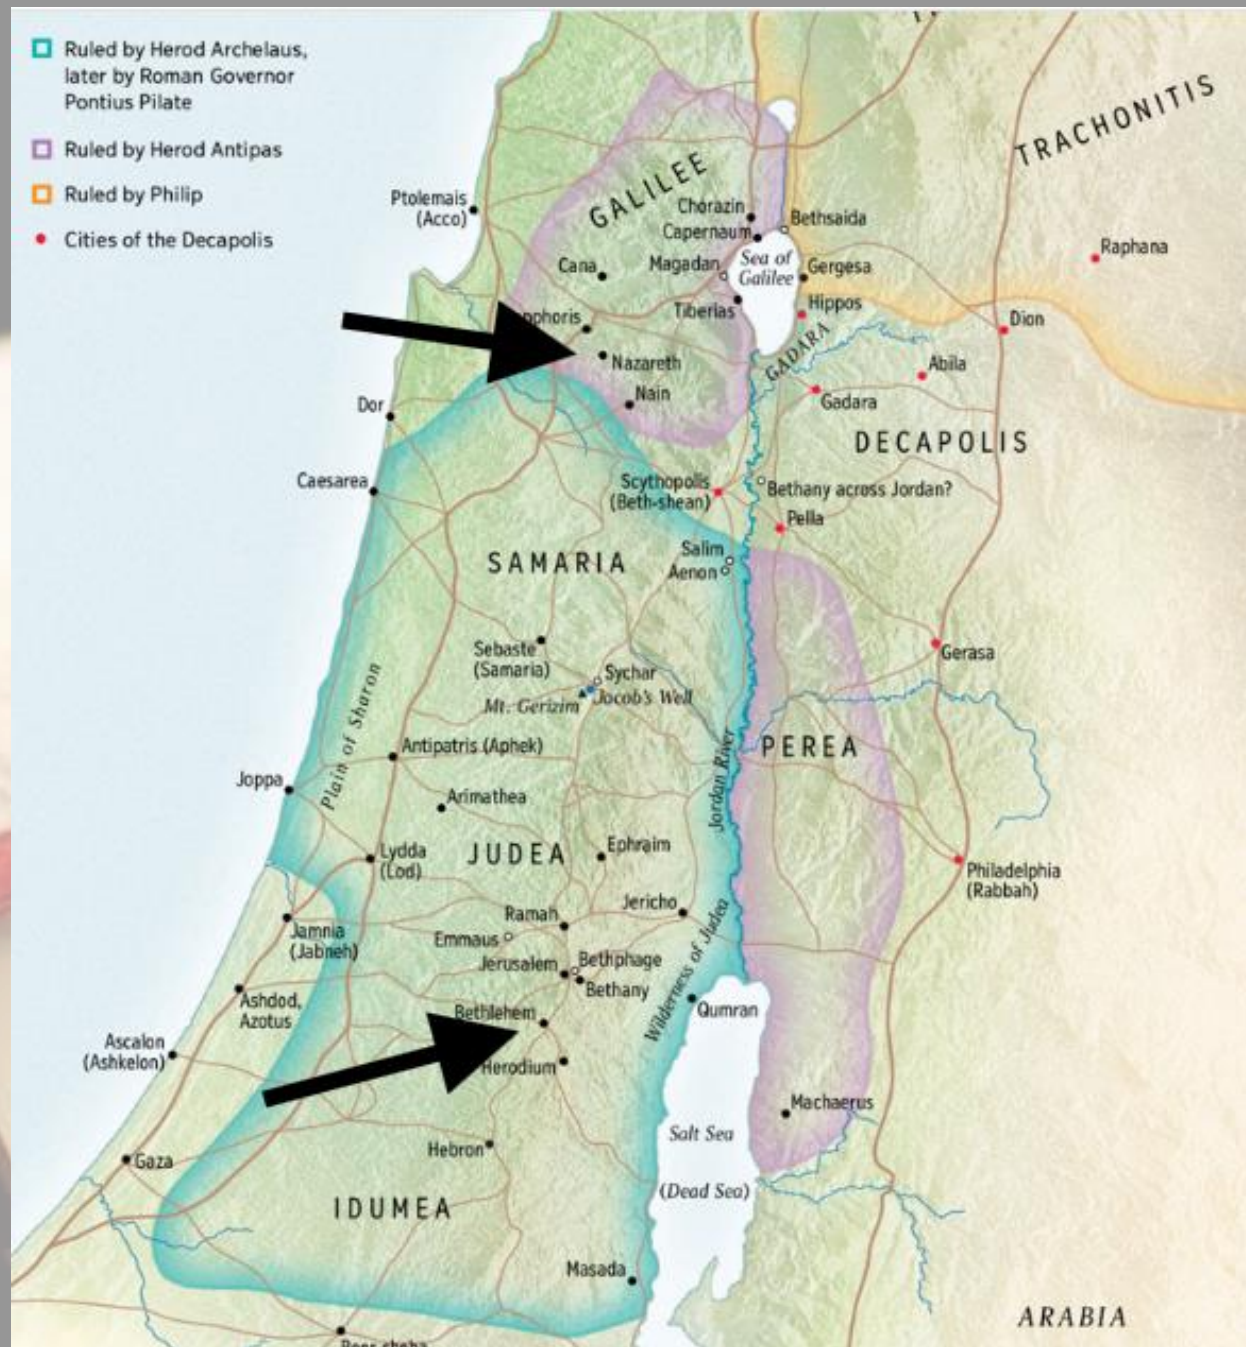 Ruled by Herod Archelaus,
later by Roman Governor
Pontius Pilate
Ruled by Herod Antipas
Ruled by Philip
Cities of the Decapolis
TRACHONITIS
GALILEE
Ptolemais
(Acco)
Chorazin
Capernaum
Bethsaida
Raphana
Cana
Magadan
Sea of
Galilee
Gergesa
Tiberias
Hippos
Dion
GADARA
Nazareth
Abila
Nain
Gadara
Dor
DECAPOLIS
Caesarea
Scythopolis
(Beth-shean)
Bethany across Jordan?
Pella
SAMARIA
Salim
Aenon
Sebaste
(Samaria)
Sychar
Gerasa
Mt. Gerizim
Jacob's Well
Plain of Sharon
Antipatris (Aphek)
Jordan River
PEREA
Joppa
Arimathea
JUDEA
Ephraim
Lydda
(Lod)
Philadelphia
(Rabbah)
Jericho
Ramah
Jamnia
(Jabneh)
Emmaus
Wilderness of Judea
Jerusalem
Bethphage
Bethany
Ashdod,
Azotus
Bethlehem
Qumran
Ascalon
(Ashkelon)
Herodium
Machaerus
Salt Sea
(Dead Sea)
Hebron
Gaza
IDUMEA
Masada
ARABIA